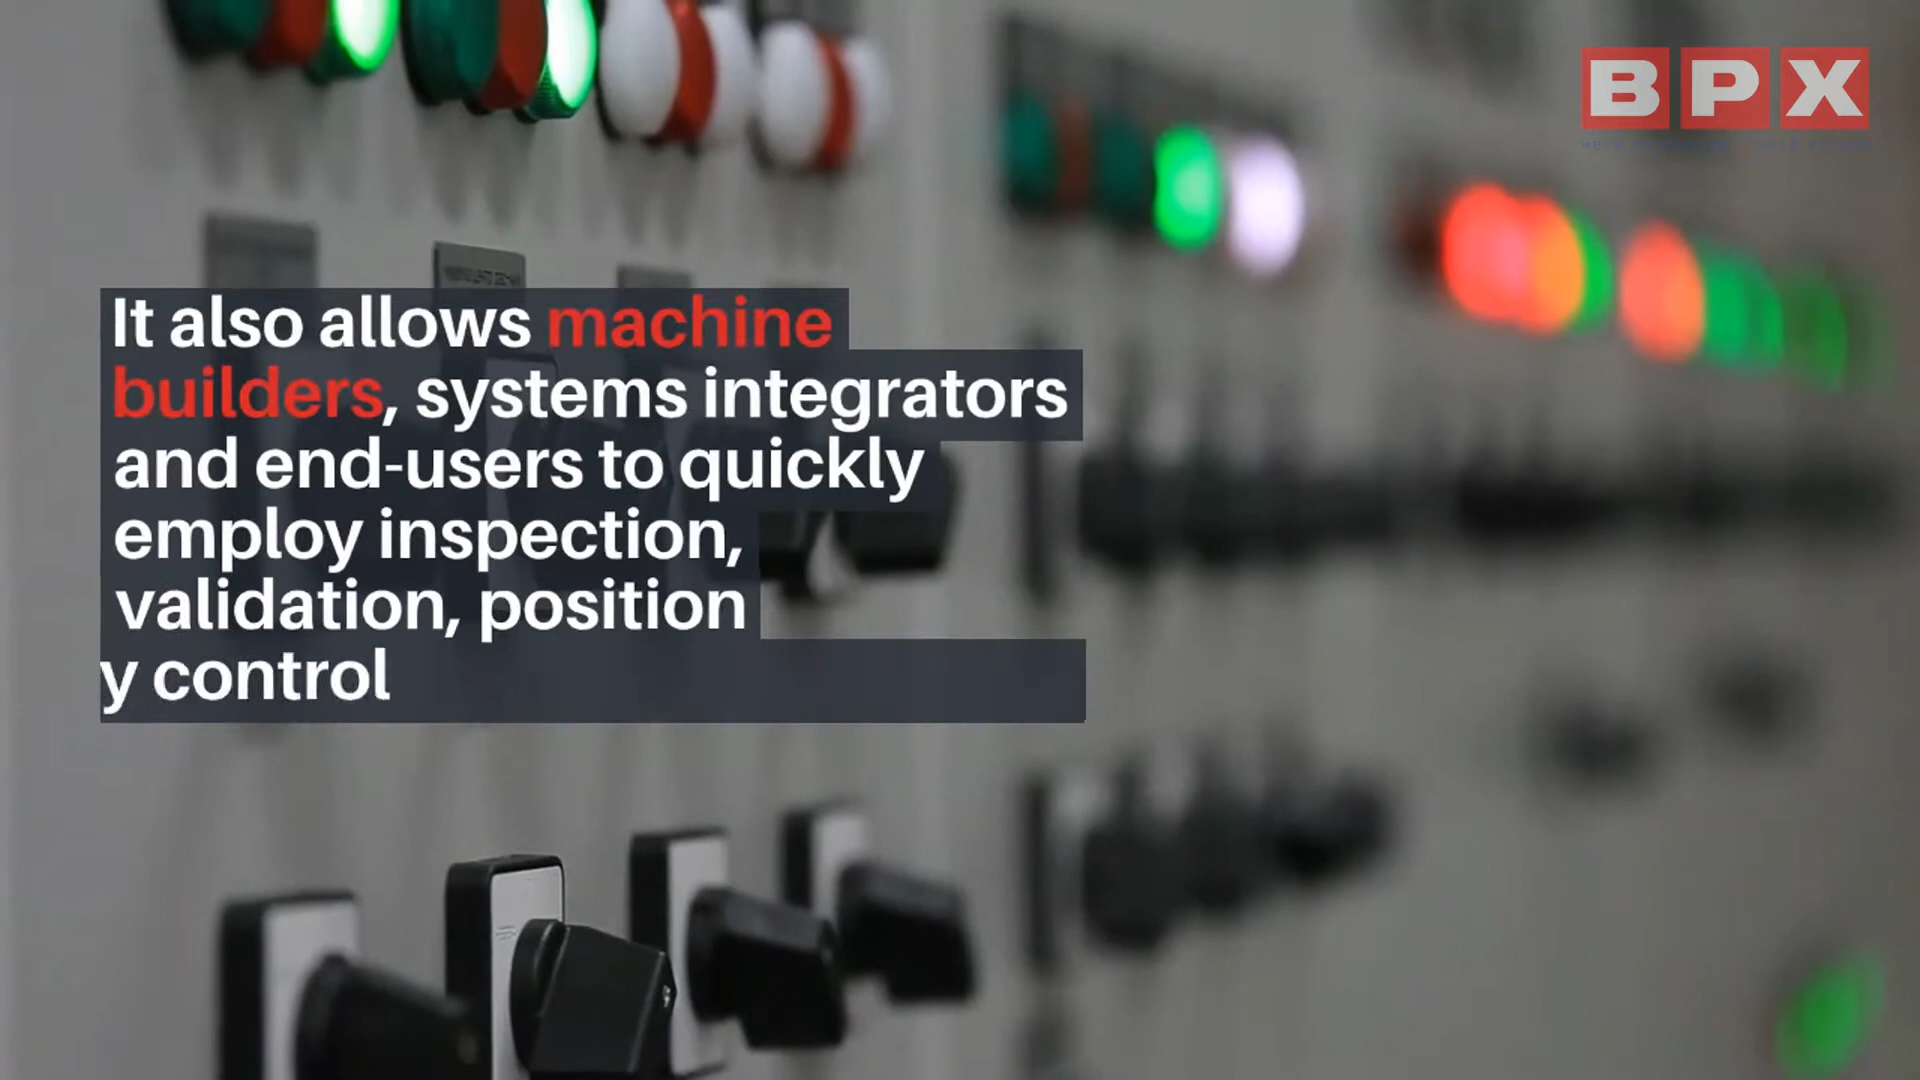 BPX
It also allows machine
builders, systems integrators
and end-users to quickly
employ inspection,
validation, position
y control